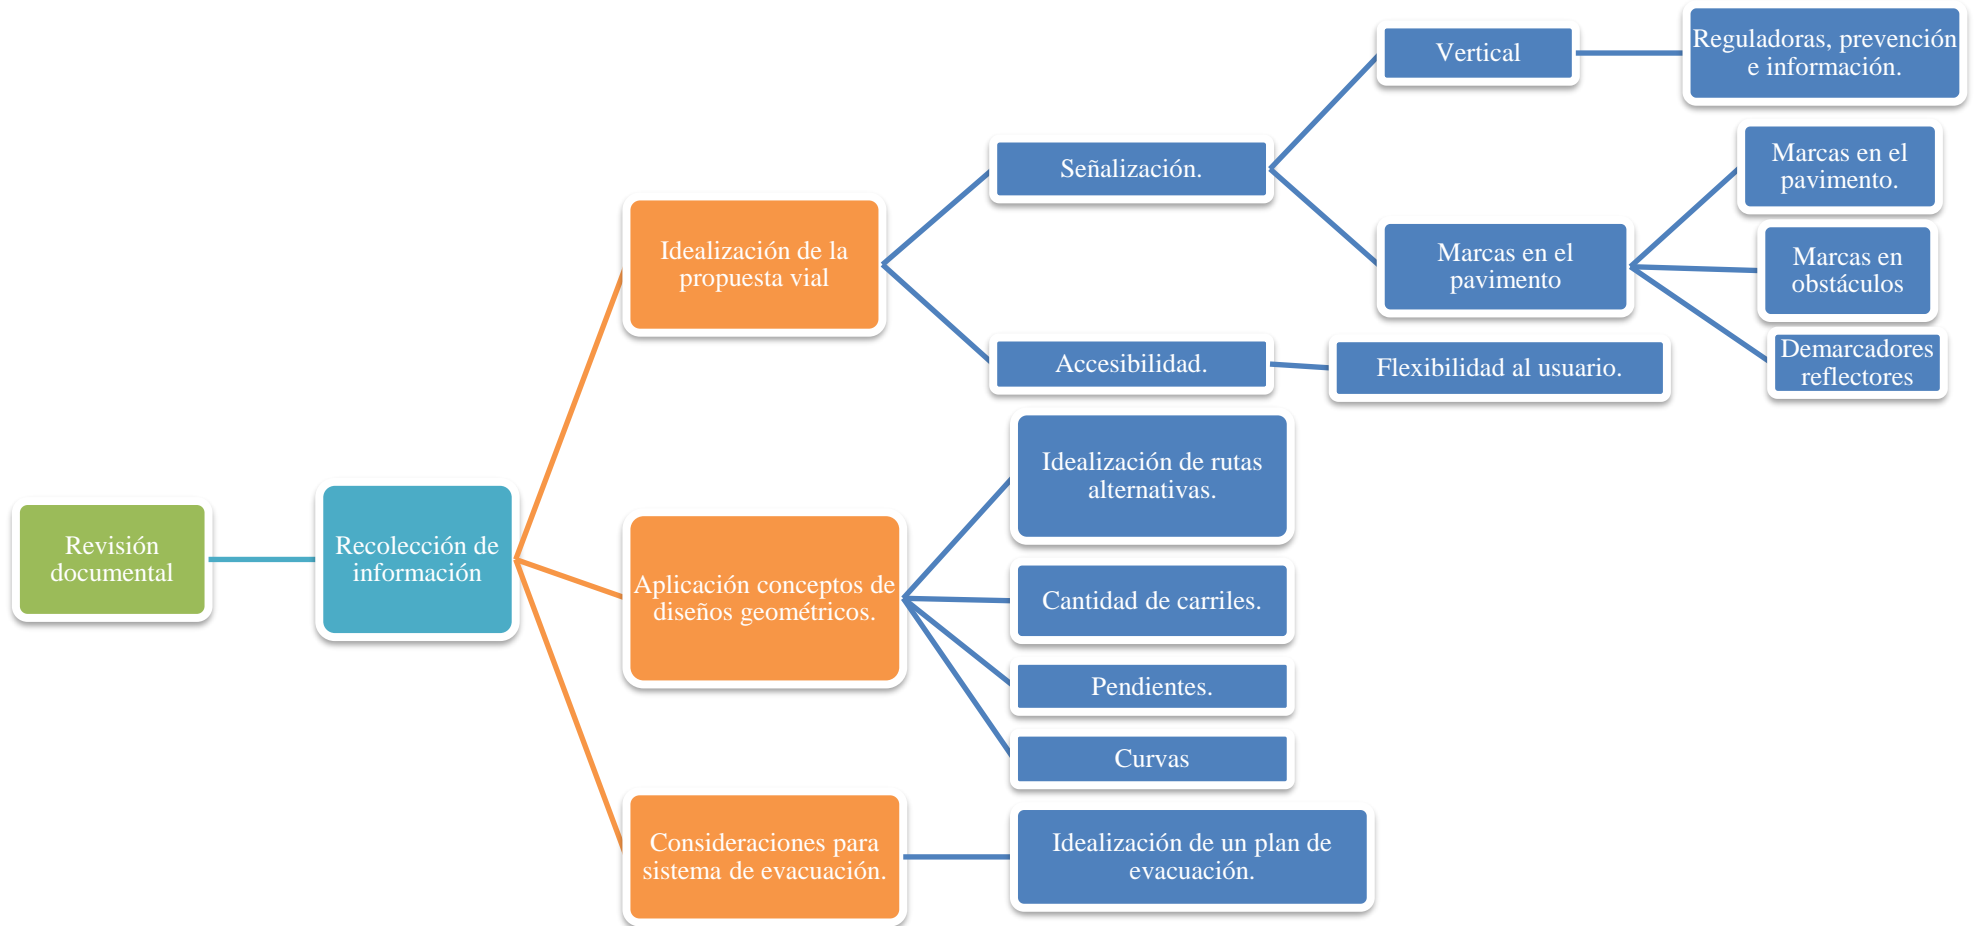 Revisión
documental
Recolección de
información
Idealización de la
propuesta vial
Señalización.
Vertical
Reguladoras, prevención
e información.
Marcas en el
pavimento
Marcas en el
pavimento.
Marcas en
obstáculos
Demarcadores
reflectores
Accesibilidad.
Flexibilidad al usuario.
Aplicación conceptos de
diseños geométricos.
Idealización de rutas
alternativas.
Cantidad de carriles.
Pendientes.
Curvas
Consideraciones para
sistema de evacuación.
Idealización de un plan de
evacuación.